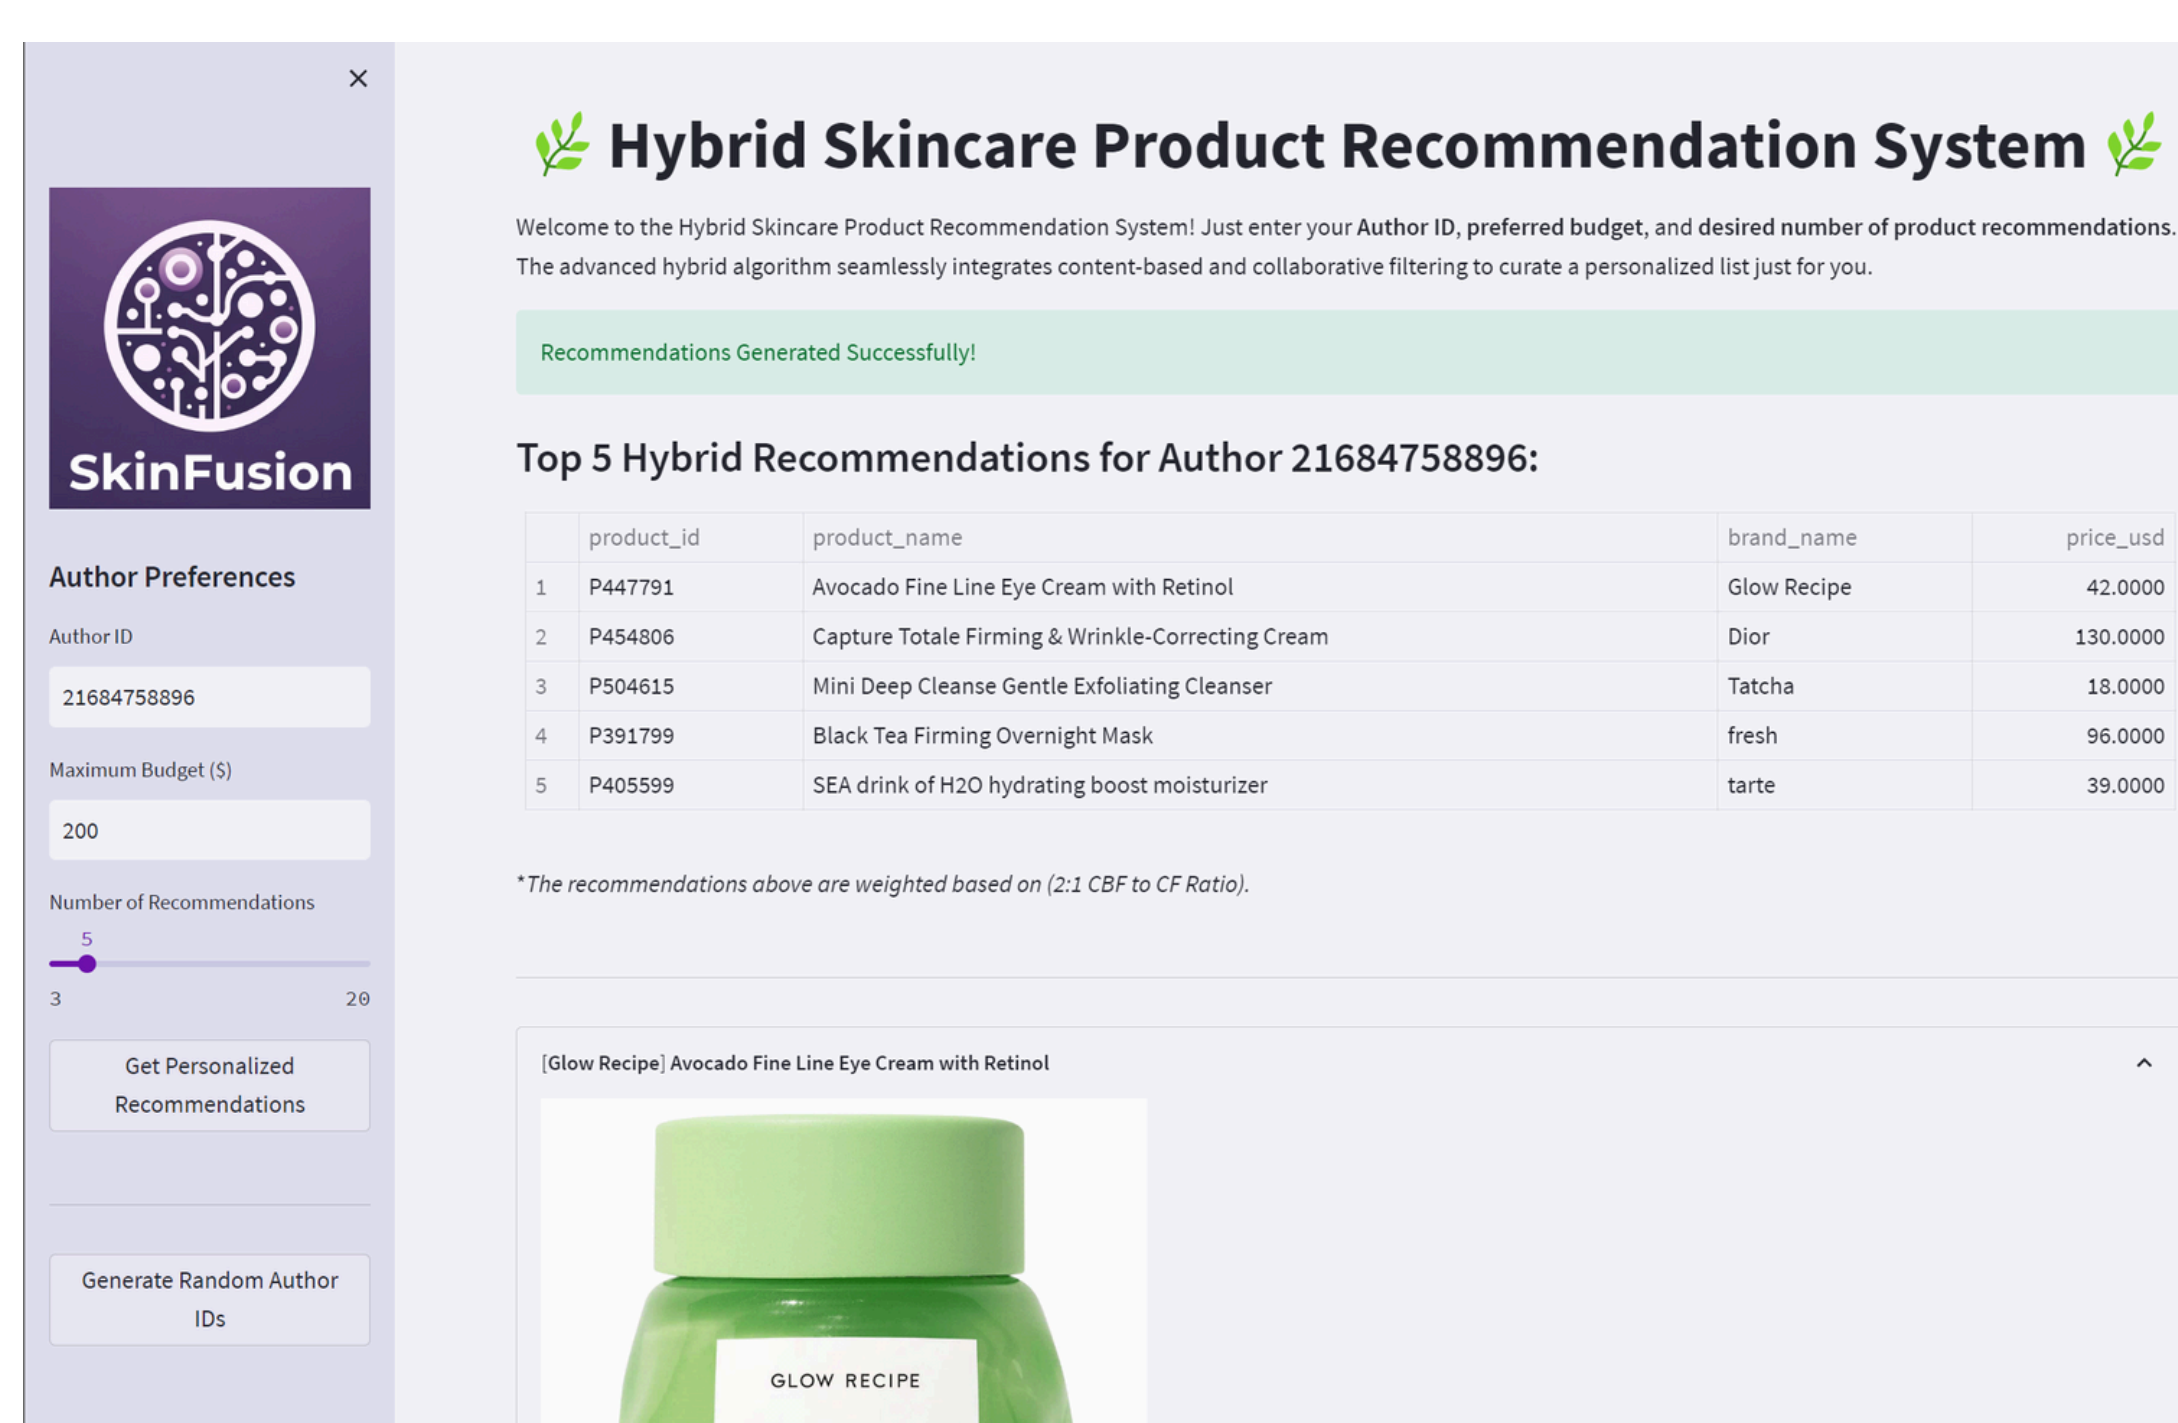 SkinFusion
Author Preferences
Author ID
21684758896
Maximum Budget ($)
200
Number of Recommendations
5
3 20
Get Personalized
Recommendations
Generate Random Author
IDs
Hybrid Skincare Product Recommendation System
Welcome to the Hybrid Skincare Product Recommendation System! Just enter your Author ID, preferred budget, and desired number of product recommendations.
The advanced hybrid algorithm seamlessly integrates content-based and collaborative filtering to curate a personalized list just for you.
Recommendations Generated Successfully!
Top 5 Hybrid Recommendations for Author 21684758896:
product_id product_name brand_name price_usd
1 P447791 Avocado Fine Line Eye Cream with Retinol Glow Recipe 42.0000
2 P454806 Capture Totale Firming & Wrinkle-Correcting Cream Dior 130.0000
3 P504615 Mini Deep Cleanse Gentle Exfoliating Cleanser Tatcha 18.0000
4 P391799 Black Tea Firming Overnight Mask fresh 96.0000
5 P405599 SEA drink of H2O hydrating boost moisturizer tarte 39.0000
*The recommendations above are weighted based on (2:1 CBF to CF Ratio).
[Glow Recipe] Avocado Fine Line Eye Cream with Retinol
GLOW RECIPE